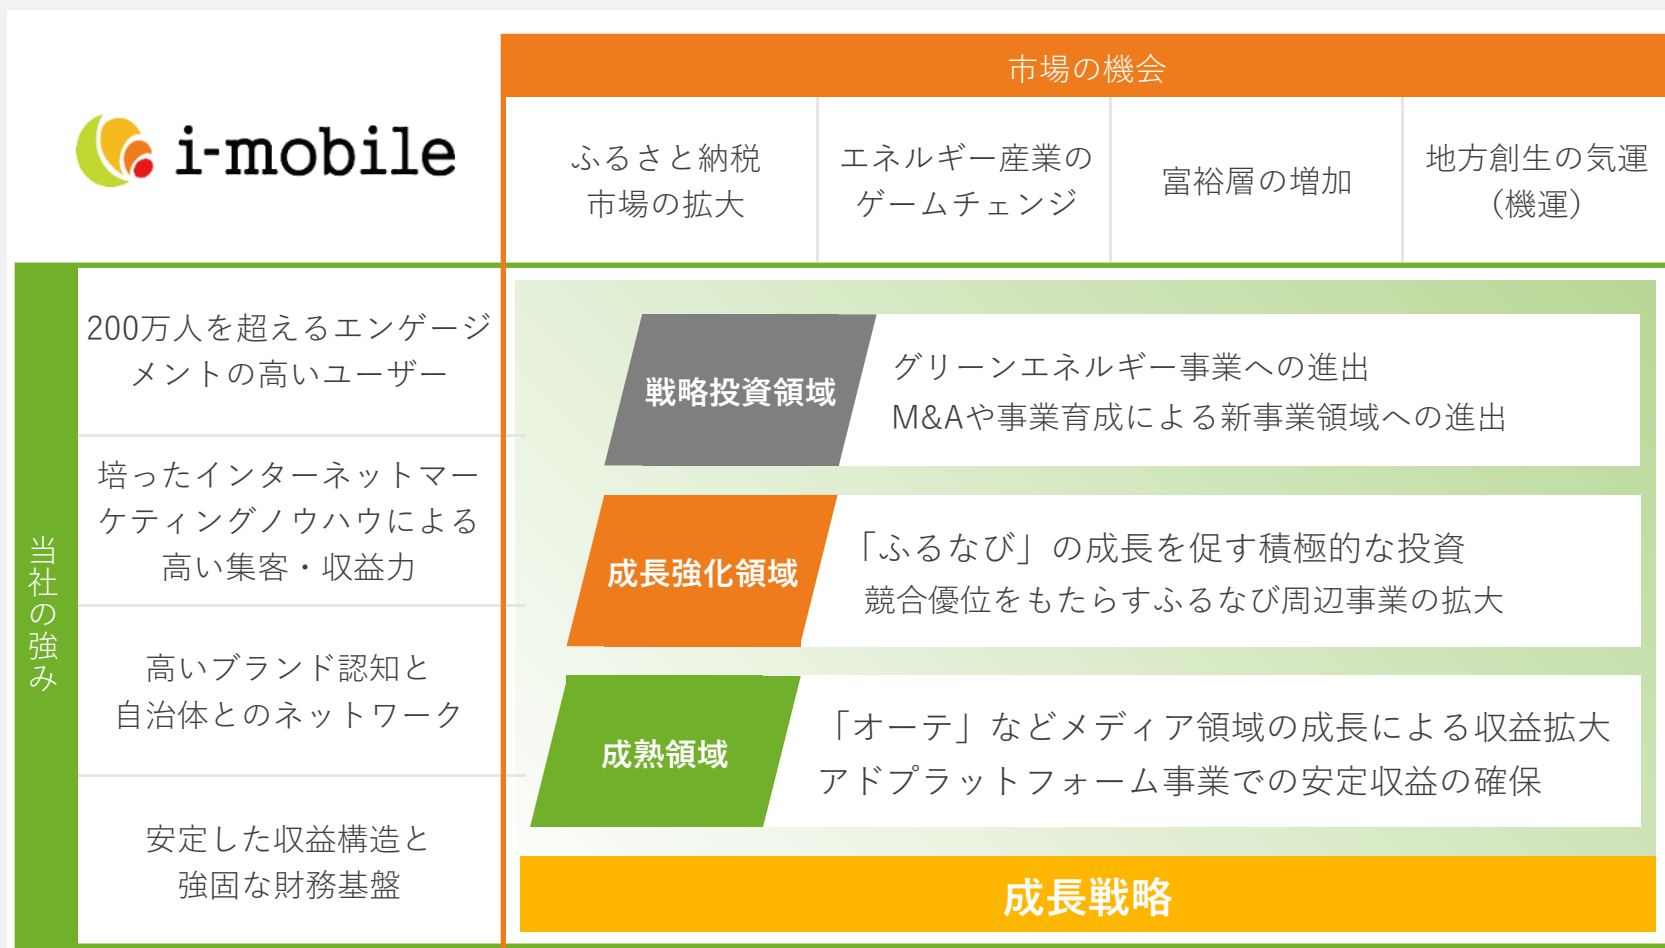 i-mobile
市場の機会
ふるさと納税
市場の拡大
エネルギー産業の
ゲームチェンジ
富裕層の増加
地方創生の気運
（機運）
当社の強み
200万人を超えるエンゲージ
メントの高いユーザー
培ったインターネットマー
ケティングノウハウによる
高い集客・収益力
高いブランド認知と
自治体とのネットワーク
安定した収益構造と
強固な財務基盤
戦略投資領域
グリーンエネルギー事業への進出
M&Aや事業育成による新事業領域への進出
成長強化領域
「ふるなび」の成長を促す積極的な投資
競合優位をもたらすふるなび周辺事業の拡大
成熟領域
「オーテ」などメディア領域の成長による収益拡大
アドプラットフォーム事業での安定収益の確保
成長戦略